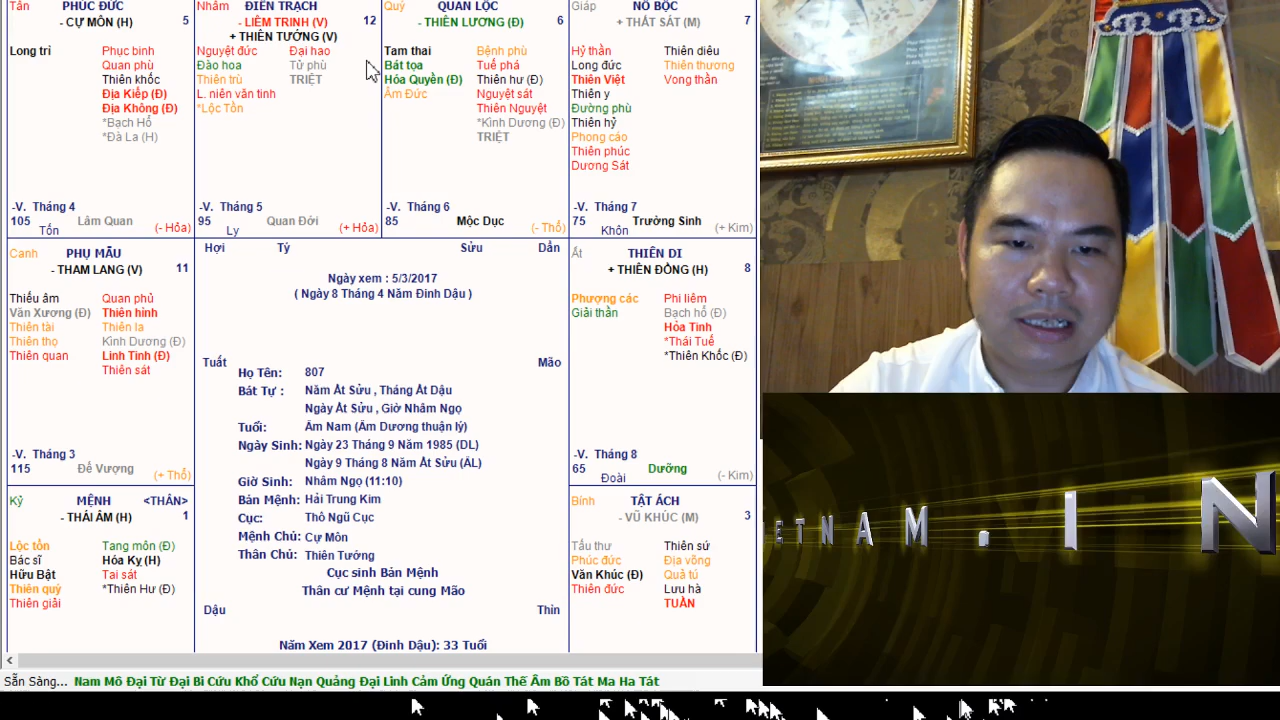 Tân PHÚC ĐỨC
- CỰ MÔN (H) 5
Long trì Phục binh
Quan phù
Thiên khốc
Địa Kiếp (Đ)
Địa Không (Đ)
*Bạch Hổ
*Đà La (H)
-V. Tháng 4
105 Lâm Quan (- Hỏa)
Tốn
Nhâm ĐIỀN TRẠCH
- LIÊM TRINH (V) 12
+ THIÊN TƯỚNG (V)
Nguyệt đức Đại hao
Đào hoa Tử phù
Thiên trù TRIỆT
L. niên văn tinh
*Lộc Tồn
-V. Tháng 5
95 Quan Đới (+ Hỏa)
Ly
Quý QUAN LỘC
- THIÊN LƯƠNG (Đ) 6
Tam thai Bệnh phù
Bát tọa Tuế phá
Hóa Quyền (Đ) Thiên hư (Đ)
Âm Đức Nguyệt sát
Thiên Nguyệt
*Kình Dương (Đ)
TRIỆT
-V. Tháng 6
85 Mộc Dục (- Thổ)
Giáp NÔ BỘC
+ THẤT SÁT (M) 7
Hỷ thần Thiên diêu
Long đức Thiên thương
Thiên Việt Vong thần
Thiên y
Đường phù
Thiên hỷ
Phong cáo
Thiên phúc
Dương Sát
-V. Tháng 7
75 Trường Sinh (+ Kim)
Khôn
Canh PHỤ MẪU
- THAM LANG (V) 11
Thiếu âm Quan phủ
Văn Xương (Đ) Thiên hình
Thiên tài Thiên la
Thiên thọ Kình Dương (Đ)
Thiên quan Linh Tinh (Đ)
Thiên sát
-V. Tháng 3
115 Đế Vượng (+ Thổ)
Hợi Tý Sửu Dần
Ngày xem : 5/3/2017
( Ngày 8 Tháng 4 Năm Đinh Dậu )
Tuất Mão
Họ Tên: 807
Bát Tự : Năm Ất Sửu , Tháng Ất Dậu
Ngày Ất Sửu , Giờ Nhâm Ngọ
Tuổi: Âm Nam (Âm Dương thuận lý)
Ngày Sinh: Ngày 23 Tháng 9 Năm 1985 (DL)
Ngày 9 Tháng 8 Năm Ất Sửu (ÂL)
Giờ Sinh: Nhâm Ngọ (11:10)
Bản Mệnh: Hải Trung Kim
Cục: Thổ Ngũ Cục
Mệnh Chủ: Cự Môn
Thân Chủ: Thiên Tướng
Cục sinh Bản Mệnh
Thân cư Mệnh tại cung Mão
Dậu Thìn
Năm Xem 2017 (Đinh Dậu): 33 Tuổi
Ất THIÊN DI
+ THIÊN ĐỒNG (H) 8
Phượng các Phi liêm
Giải thần Bạch hổ (Đ)
Hỏa Tinh
*Thái Tuế
*Thiên Khốc (Đ)
-V. Tháng 8
65 Dưỡng (- Kim)
Đoài
Kỷ MỆNH <THÂN>
- THÁI ÂM (H) 1
Lộc tồn Tang môn (Đ)
Bác sĩ Hóa Kỵ (H)
Hữu Bật Tai sát
Thiên quý *Thiên Hư (Đ)
Thiên giải
Bính TẬT ÁCH
- VŨ KHÚC (M) 3
Tấu thư Thiên sứ
Phúc đức Địa võng
Văn Khúc (Đ) Quả tú
Thiên đức Lưu hà
TUẦN
ETNAM.IN
Sẵn Sàng... Nam Mô Đại Từ Đại Bi Cứu Khổ Cứu Nạn Quảng Đại Linh Cảm Ứng Quán Thế Âm Bồ Tát Ma Ha Tát